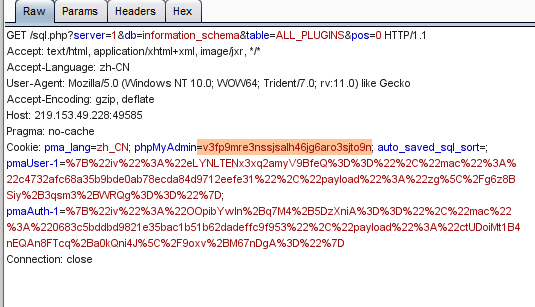 Raw Params Headers Hex
GET /sql.php?server=1&db=information_schema&table=ALL_PLUGINS&pos=0 HTTP/1.1
Accept: text/html, application/xhtml+xml, image/jxr, */*
Accept-Language: zh-CN
User-Agent: Mozilla/5.0 (Windows NT 10.0; WOW64; Trident/7.0; rv:11.0) like Gecko
Accept-Encoding: gzip, deflate
Host: 219.153.49.228:49585
Pragma: no-cache
Cookie: pma_lang=zh_CN; phpMyAdmin=v3fp9mre3nssjsalh46jg6aro3sjto9n; auto_saved_sql_sort=;
pmaUser-1=%7B%22iv%22%3A%22eLYNLTENx3xq2amyV9BfeQ%3D%3D%22%2C%22mac%22%3A%
22c4732afc68a35b9bde0ab78ecda84d9712eefe31%22%2C%22payload%22%3A%22zg%5C%2Fg6z8B
Siy%2B3qsm3%2BWRQg%3D%3D%22%7D;
pmaAuth-1=%7B%22iv%22%3A%22OOpibYwIn%2Bq7M4%2B5DzXniA%3D%3D%22%2C%22mac%22
%3A%220683c5bddbd9821e35bac1b51b62dadeffc9f953%22%2C%22payload%22%3A%22ctUDoiMt1B4
nEQAn8FTcq%2Ba0kQni4J%5C%2F9oxv%2BM67nDgA%3D%22%7D
Connection: close